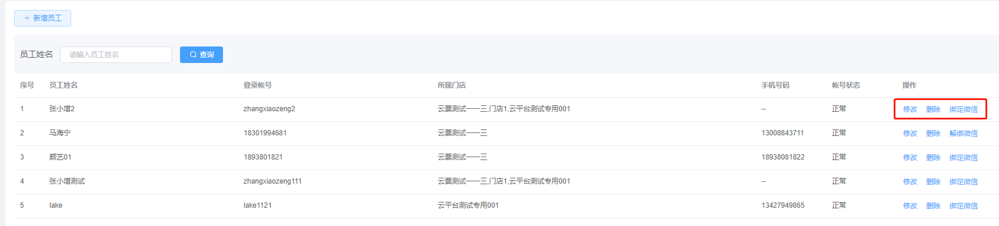 + 新增员工
员工姓名 请输入员工姓名 查询
序号 员工姓名 登录帐号 所属门店 手机号码 帐号状态 操作
1 张小增2 zhangxiaozeng2 云票测试一一三,门店1,云平台测试专用001 -- 正常 修改 删除 绑定微信
2 马海宁 18301994681 云票测试一一三 13008843711 正常 修改 删除 解绑微信
3 颜艺01 1893801821 云票测试一一三 18938081822 正常 修改 删除 绑定微信
4 张小增测试 zhangxiaozeng111 云票测试一一三,门店1,云平台测试专用001 -- 正常 修改 删除 绑定微信
5 lake lake1121 云平台测试专用001 13427949865 正常 修改 删除 绑定微信